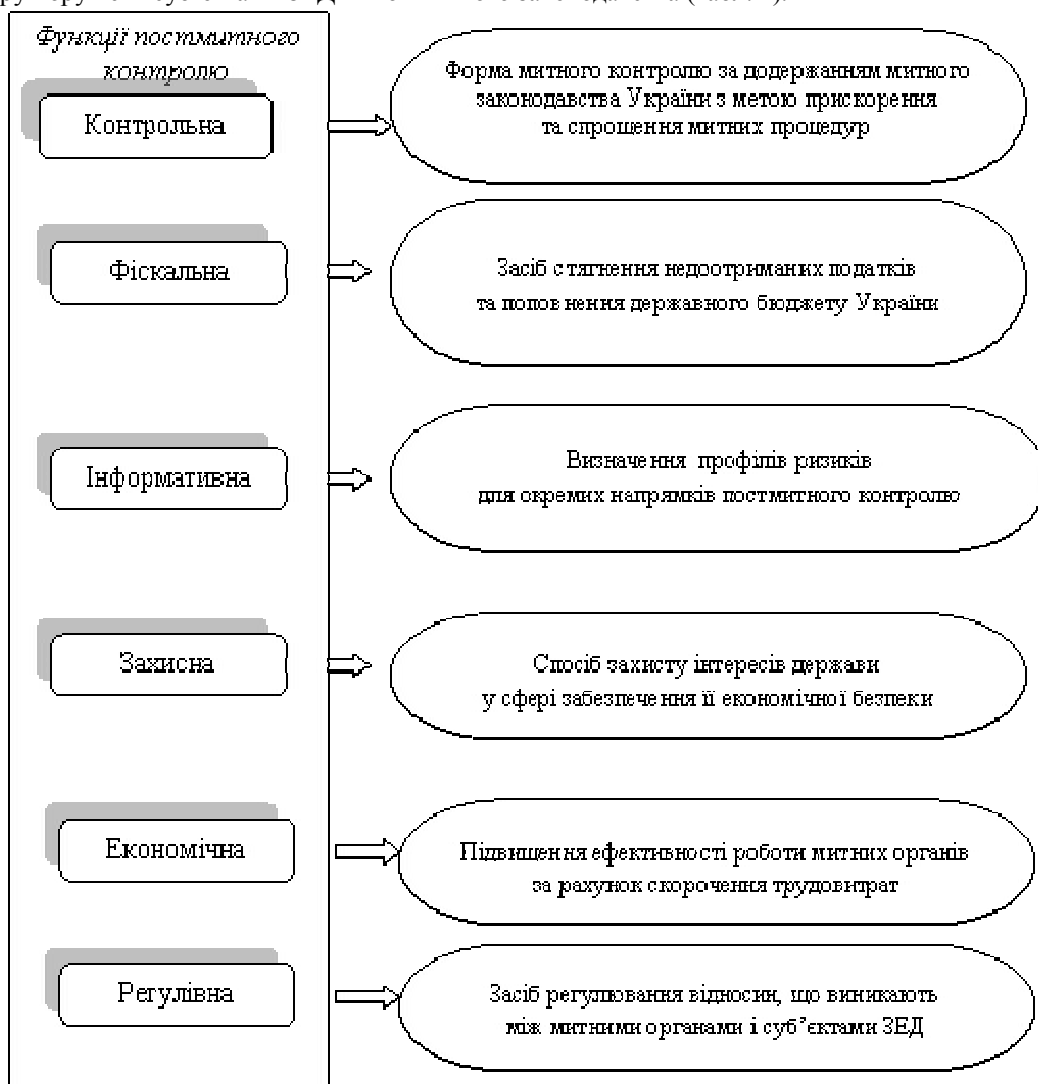 Функції постмитного
контролю
Контрольна
Форма митного контролю за додержанням митного
законодавства України з метою прискорення
та спрощення митних процедур
Фіскальна
Засіб стягнення недоотриманих податків
та поповнення державного бюджету України
Інформативна
Визначення профілів ризиків
для окремих напрямків постмитного контролю
Захисна
Спосіб захисту інтересів держави
у сфері забезпечення її економічної безпеки
Економічна
Підвищення ефективності роботи митних органів
за рахунок скорочення трудовитрат
Регулівна
Засіб регулювання відносин, що виникають
між митними органами і суб’єктами ЗЕД